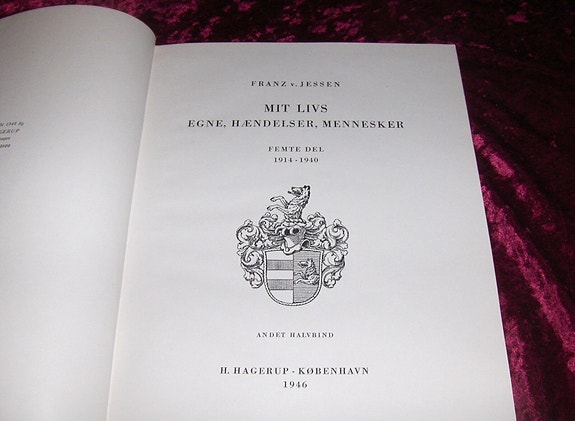 FRANZ v. JESSEN
MIT LIVS
EGNE, HÆNDELSER, MENNESKER
FEMTE DEL
1914 - 1940
ANDET HALVBIND
H. HAGERUP · KØBENHAVN
1946